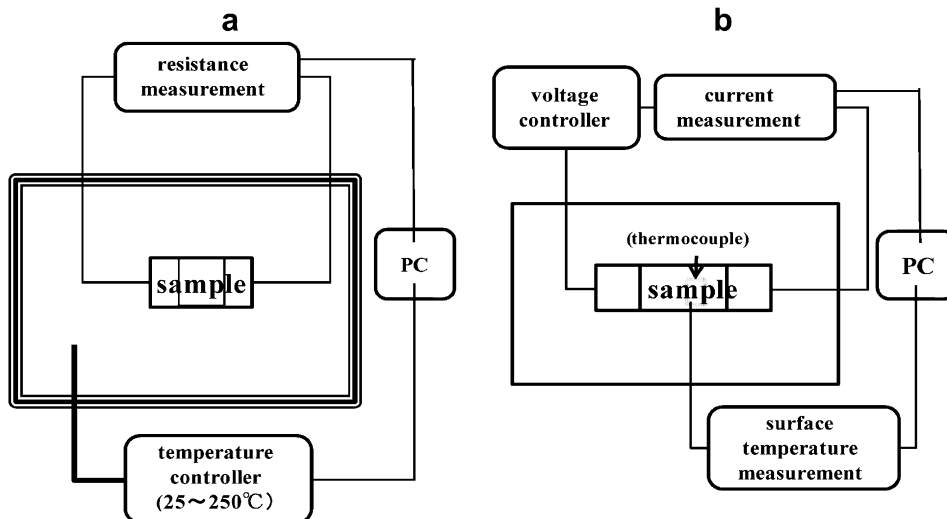 a
resistance
measurement
sample
PC
temperature
controller
(25～250℃)
b
voltage
controller
current
measurement
(thermocouple)
sample
PC
surface
temperature
measurement